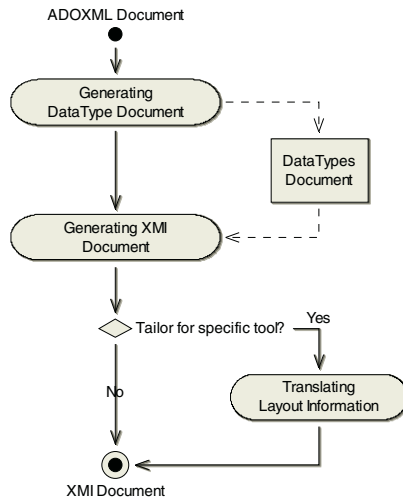 ADOXML Document
Generating
DataType Document
DataTypes
Document
Generating XMI
Document
Tailor for specific tool?
Yes
No
Translating
Layout Information
XMI Document